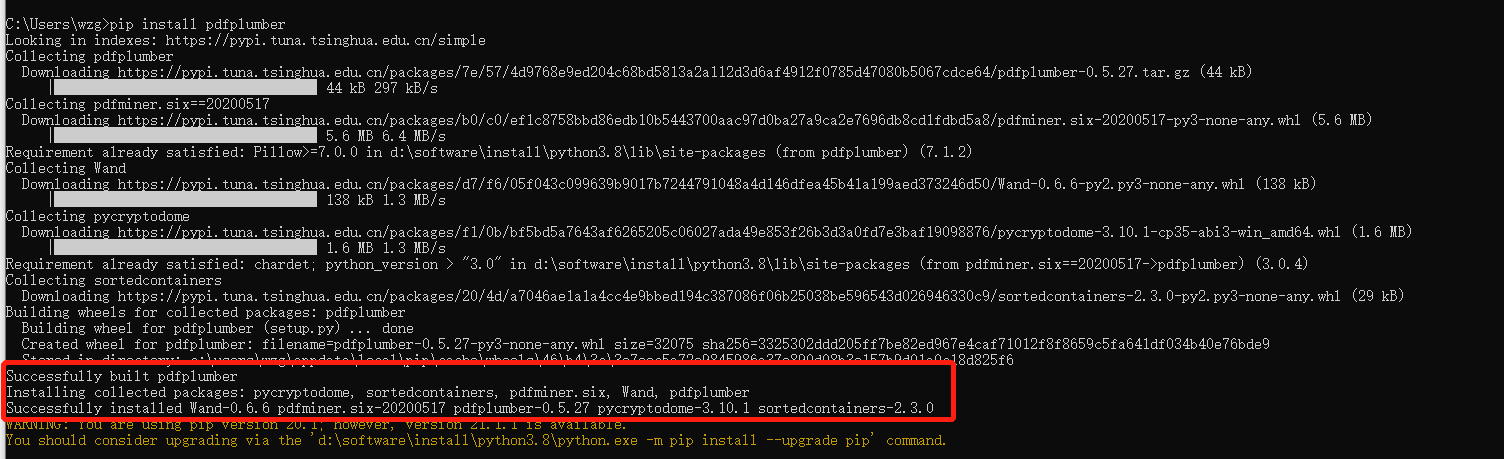 C:\Users\wzg>pip install pdfplumber
Looking in indexes: https://pypi.tuna.tsinghua.edu.cn/simple
Collecting pdfplumber
Downloading https://pypi.tuna.tsinghua.edu.cn/packages/7e/57/4d9768e9ed204c68bd5813a2a112d3d6af4912f0785d47080b5067cdce64/pdfplumber-0.5.27.tar.gz (44 kB)
44 kB 297 kB/s
Collecting pdfminer.six==20200517
Downloading https://pypi.tuna.tsinghua.edu.cn/packages/b0/c0/ef1c8758bbd86edb10b5443700aac97d0ba27a9ca2e7696db8cd1fdbd5a8/pdfminer.six-20200517-py3-none-any.whl (5.6 MB)
5.6 MB 6.4 MB/s
Requirement already satisfied: Pillow>=7.0.0 in d:\software\install\python3.8\lib\site-packages (from pdfplumber) (7.1.2)
Collecting Wand
Downloading https://pypi.tuna.tsinghua.edu.cn/packages/d7/f6/05f043c099639b9017b7244791048a4d146dfea45b41a199aed373246d50/Wand-0.6.6-py2.py3-none-any.whl (138 kB)
138 kB 1.3 MB/s
Collecting pycryptodome
Downloading https://pypi.tuna.tsinghua.edu.cn/packages/f1/0b/bf5bd5a7643af6265205c06027ada49e853f26b3d3a0fd7e3baf19098876/pycryptodome-3.10.1-cp35-abi3-win_amd64.whl (1.6 MB)
1.6 MB 1.3 MB/s
Requirement already satisfied: chardet; python_version > "3.0" in d:\software\install\python3.8\lib\site-packages (from pdfminer.six==20200517->pdfplumber) (3.0.4)
Collecting sortedcontainers
Downloading https://pypi.tuna.tsinghua.edu.cn/packages/20/4d/a7046ae1a1a4cc4e9bbed194c387086f06b25038be596543d026946330c9/sortedcontainers-2.3.0-py2.py3-none-any.whl (29 kB)
Building wheels for collected packages: pdfplumber
Building wheel for pdfplumber (setup.py) ... done
Created wheel for pdfplumber: filename=pdfplumber-0.5.27-py3-none-any.whl size=32075 sha256=3325302ddd205ff7be82ed967e4caf71012f8f8659c5fa641df034b40e76bde9
Stored in directory:
Successfully built pdfplumber
Installing collected packages: pycryptodome, sortedcontainers, pdfminer.six, Wand, pdfplumber
Successfully installed Wand-0.6.6 pdfminer.six-20200517 pdfplumber-0.5.27 pycryptodome-3.10.1 sortedcontainers-2.3.0
WARNING: You are using pip version 20.1; however, version 21.1.1 is available.
You should consider upgrading via the 'd:\software\install\python3.8\python.exe -m pip install --upgrade pip' command.